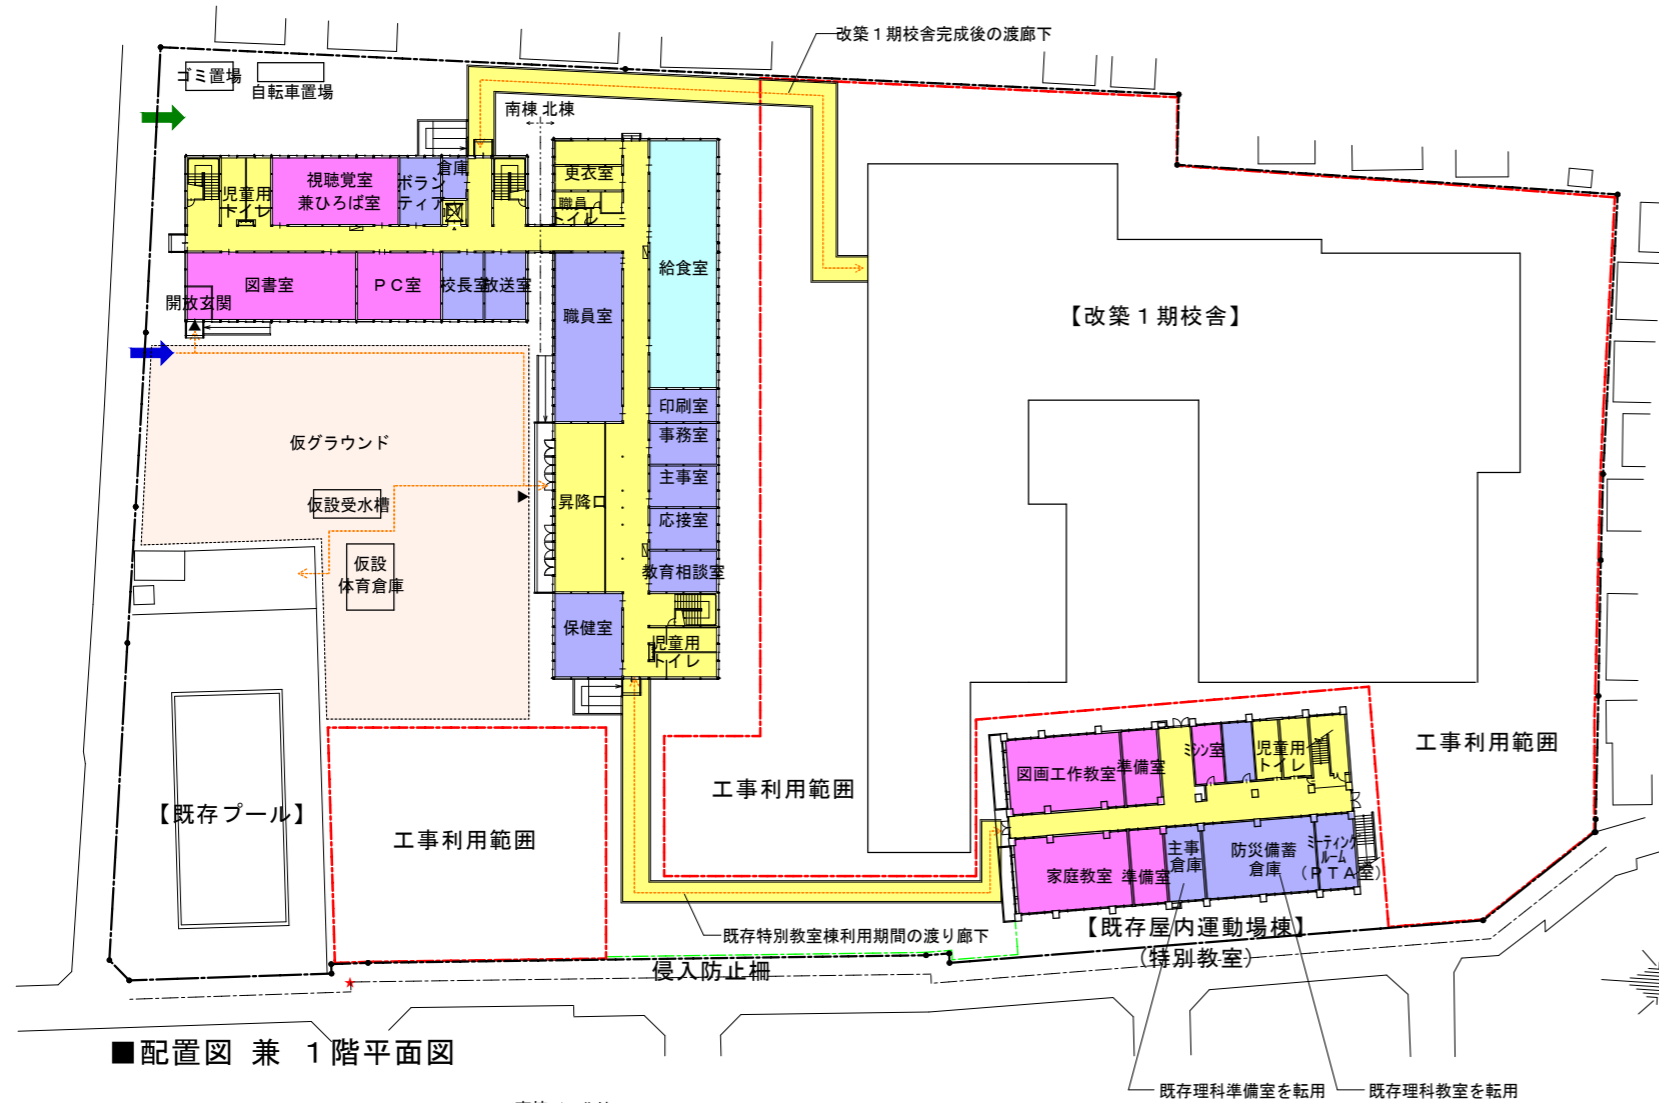 改築１期校舎完成後の渡廊下
ゴミ置場
自転車置場
南棟 北棟
倉庫
更衣室
視聴覚室
兼ひろば室
ボラン
ティア
児童用
トイレ
職員
トイレ
給食室
図書室
ＰＣ室
校長室
放送室
開放玄関
職員室
【改築１期校舎】
印刷室
事務室
仮グラウンド
主事室
仮設受水槽
昇降口
応接室
仮設
体育倉庫
教育相談室
保健室
児童用
トイレ
工事利用範囲
ミシン室
児童用
トイレ
図画工作教室
準備室
工事利用範囲
【既存プール】
工事利用範囲
主事
倉庫
防災備蓄
倉庫
ミーティング
ルーム
（ＰＴＡ室）
家庭教室
準備室
既存特別教室棟利用期間の渡り廊下
【既存屋内運動場棟】
（特別教室）
侵入防止柵
■配置図 兼 １階平面図
既存理科準備室を転用
既存理科教室を転用